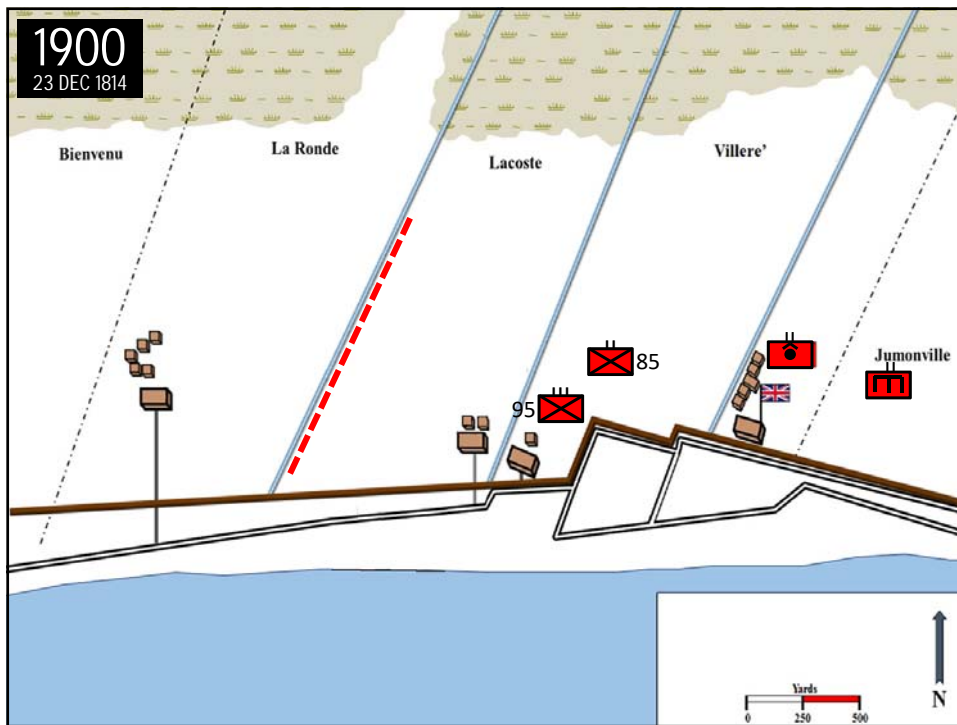 1900
23 DEC 1814
Bienvenu
La Ronde
Lacoste
Villere'
Jumonville
85
95
Yards
0 250 500
N